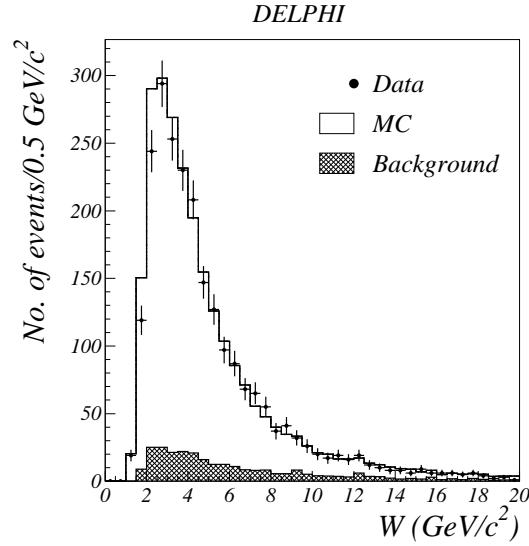 DELPHI
No. of events/0.5 GeV/c²
300
250
200
150
100
50
0
Data
MC
Background
0 2 4 6 8 10 12 14 16 18 20
W (GeV/c²)